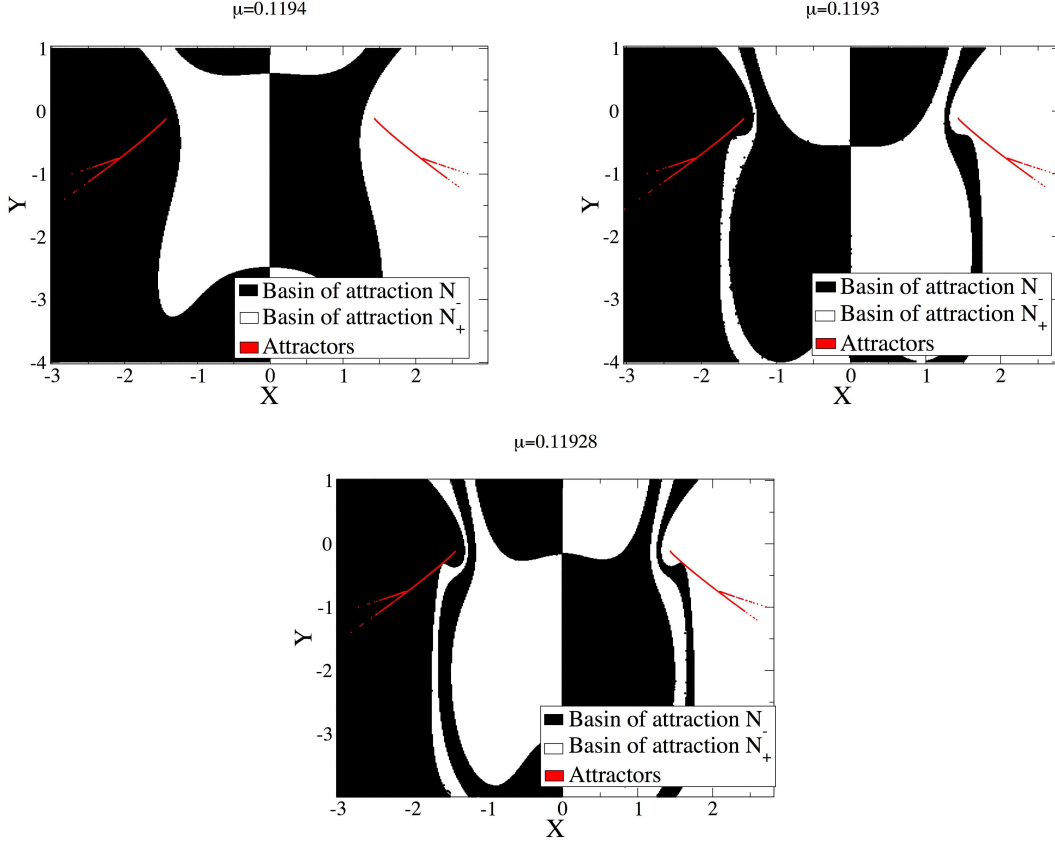 μ=0.1194
1
0
-1
-2
-3
-4
Y
-3
-2
-1
0
1
2
X
Basin of attraction N-
Basin of attraction N+
Attractors
μ=0.1193
1
0
-1
-2
-3
-4
Y
-3
-2
-1
0
1
2
X
Basin of attraction N-
Basin of attraction N+
Attractors
μ=0.11928
1
0
-1
-2
-3
Y
-3
-2
-1
0
1
2
X
Basin of attraction N-
Basin of attraction N+
Attractors